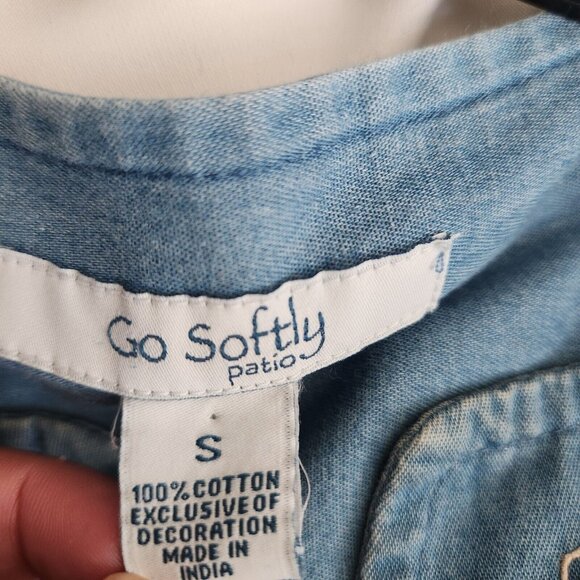 Go Softly
patio
S
100% COTTON
EXCLUSIVE OF
DECORATION
MADE IN
INDIA